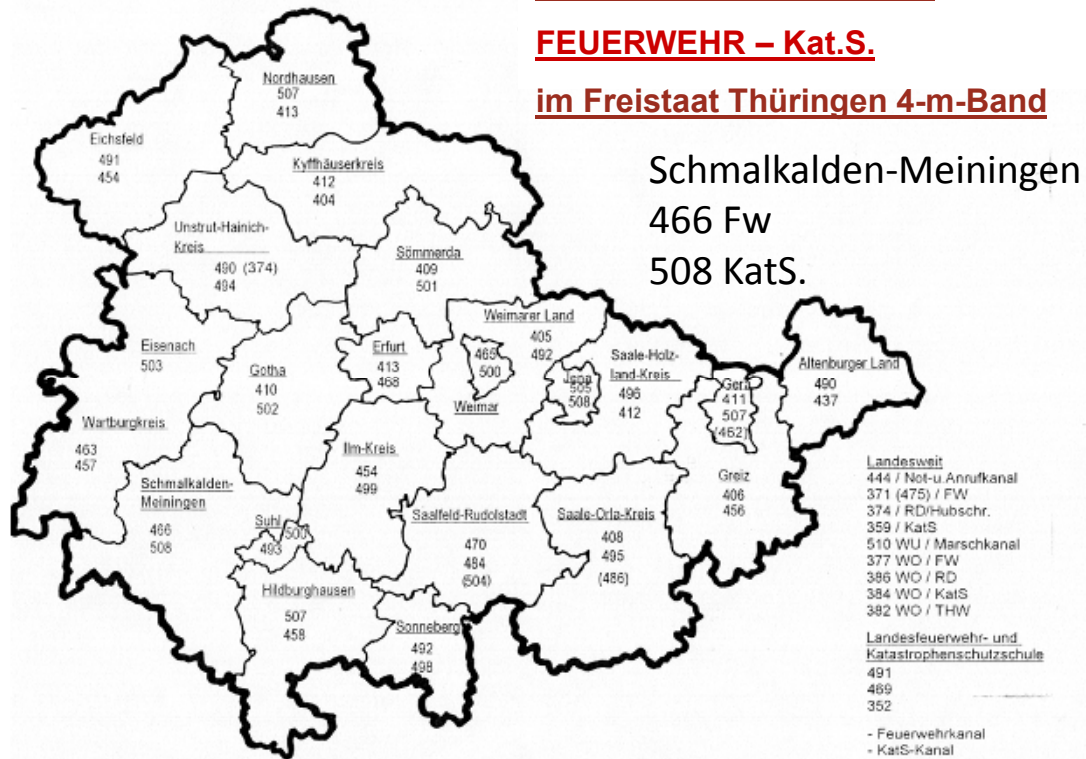 FEUERWEHR – Kat.S.
im Freistaat Thüringen 4-m-Band
Schmalkalden-Meiningen
466 Fw
508 KatS.
Nordhausen
507
413
Eichsfeld
491
454
Kyffhäuserkreis
412
404
Unstrut-Hainich-
Kreis
490 (374)
494
Sömmerda
409
501
Weimarer Land
405
492
Eisenach
503
Gotha
410
502
Erfurt
413
468
465
500
Weimar
Jena
505
508
Saale-Holz-
land-Kreis
496
412
Gera
411
507
(462)
Altenburger Land
490
437
Wartburgkreis
463
457
Schmalkalden-
Meiningen
466
508
Suhl
500
493
Ilm-Kreis
454
499
Saalfeld-Rudolstadt
470
484
(504)
Saale-Orla-Kreis
408
495
(486)
Greiz
406
456
Hildburghausen
507
458
Sonneberg
492
498
Landesweit
444 / Not-u.Anrufkanal
371 (475) / FW
374 / RD/Hubschr.
359 / KatS
510 WU / Marschkanal
377 WO / FW
386 WO / RD
384 WO / KatS
382 WO / THW
Landesfeuerwehr- und
Katastrophenschutzschule
491
469
352
- Feuerwehrkanal
- KatS-Kanal